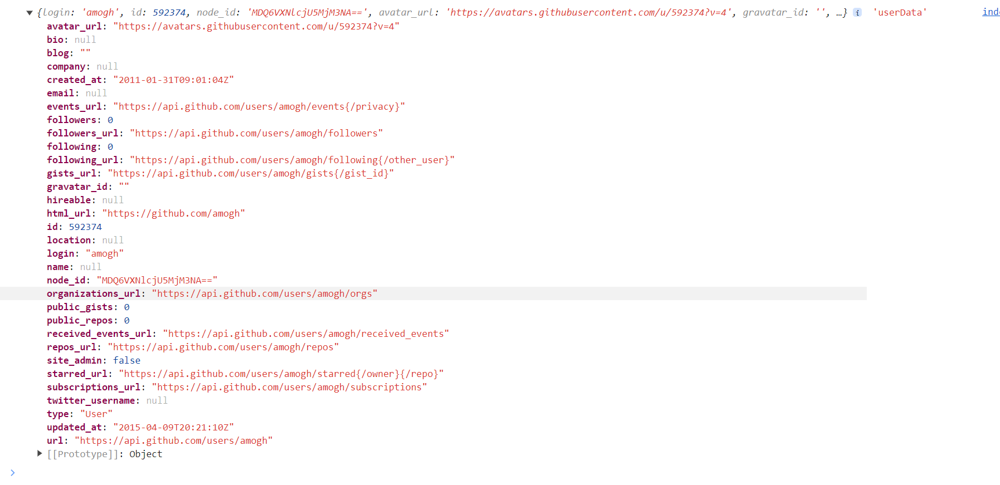 ▼{login: 'amogh', id: 592374, node_id: 'MDQ6VXNlcjU5MjM3NA==', avatar_url: 'https://avatars.githubusercontent.com/u/592374?v=4', gravatar_id: '', …} i 'userData' inde
avatar_url: "https://avatars.githubusercontent.com/u/592374?v=4"
bio: null
blog: ""
company: null
created_at: "2011-01-31T09:01:04Z"
email: null
events_url: "https://api.github.com/users/amogh/events{/privacy}"
followers: 0
followers_url: "https://api.github.com/users/amogh/followers"
following: 0
following_url: "https://api.github.com/users/amogh/following{/other_user}"
gists_url: "https://api.github.com/users/amogh/gists{/gist_id}"
gravatar_id: ""
hireable: null
html_url: "https://github.com/amogh"
id: 592374
location: null
login: "amogh"
name: null
node_id: "MDQ6VXNlcjU5MjM3NA=="
organizations_url: "https://api.github.com/users/amogh/orgs"
public_gists: 0
public_repos: 0
received_events_url: "https://api.github.com/users/amogh/received_events"
repos_url: "https://api.github.com/users/amogh/repos"
site_admin: false
starred_url: "https://api.github.com/users/amogh/starred{/owner}{/repo}"
subscriptions_url: "https://api.github.com/users/amogh/subscriptions"
twitter_username: null
type: "User"
updated_at: "2015-04-09T20:21:10Z"
url: "https://api.github.com/users/amogh"
▶ [[Prototype]]: Object
>